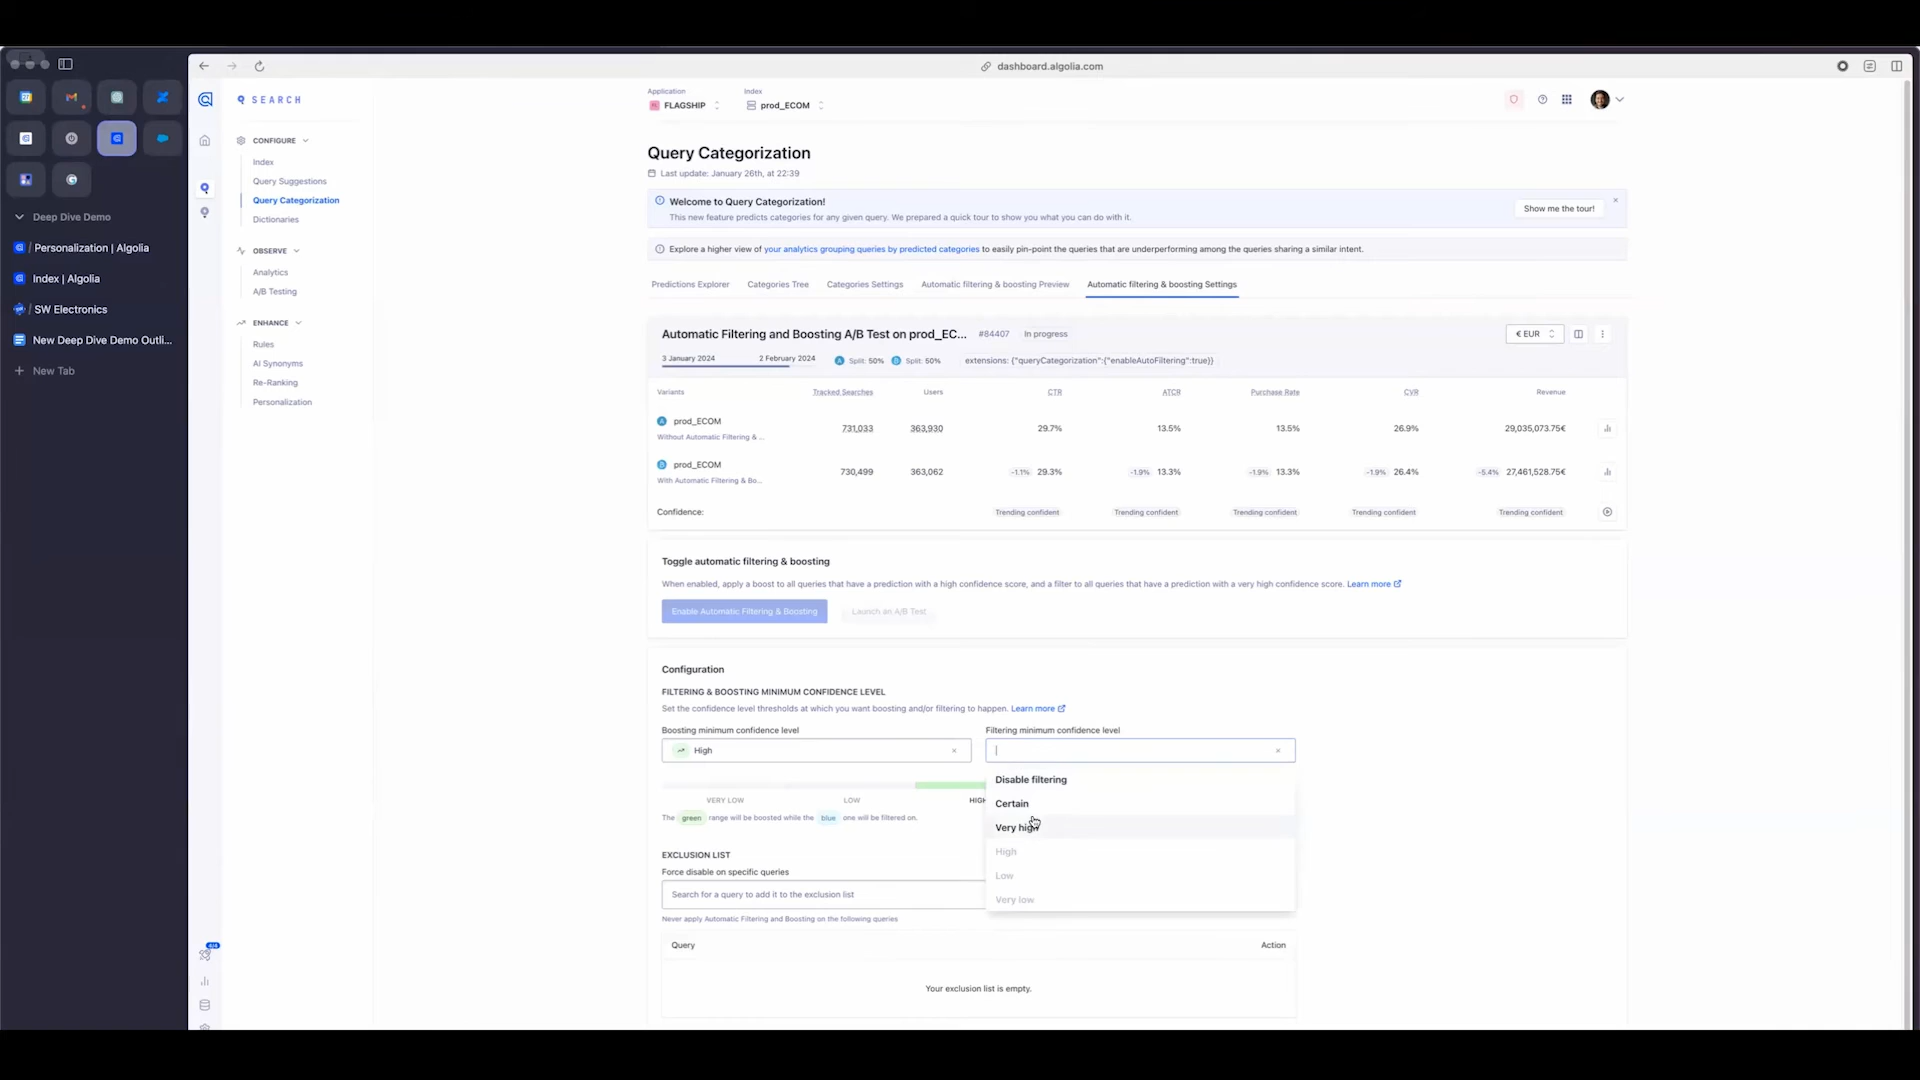 dashboard.algolia.com
SEARCH
CONFIGURE
Index
Query Suggestions
Query Categorization
Dictionaries
OBSERVE
Analytics
A/B Testing
ENHANCE
Rules
AI Synonyms
Re-Ranking
Personalization
Deep Dive Demo
/ Personalization | Algolia
Index | Algolia
/ SW Electronics
New Deep Dive Demo Outli...
+ New Tab
Application
FLAGSHIP
Index
prod_ECOM
Query Categorization
Last update: January 26th, at 22:39
Welcome to Query Categorization!
This new feature predicts categories for any given query. We prepared a quick tour to show you what you can do with it.
Show me the tour!
Explore a higher view of your analytics grouping queries by predicted categories to easily pin-point the queries that are underperforming among the queries sharing a similar intent.
Predictions Explorer Categories Tree Categories Settings Automatic filtering & boosting Preview Automatic filtering & boosting Settings
Automatic Filtering and Boosting A/B Test on prod_EC... #84407 In progress
€ EUR
3 January 2024 2 February 2024 A Split: 50% B Split: 50% extensions: {"queryCategorization":{"enableAutoFiltering":true}}
Variants Tracked Searches Users CTR ATCR Purchase Rate CVR Revenue
A prod_ECOM 731,033 363,930 29.7% 13.5% 13.5% 26.9% 29,035,073.75€
Without Automatic Filtering & ...
B prod_ECOM 730,499 363,062 -1.1% 29.3% -1.9% 13.3% -1.9% 13.3% -1.9% 26.4% -5.4% 27,461,528.75€
With Automatic Filtering & Bo...
Confidence: Trending confident Trending confident Trending confident Trending confident Trending confident
Toggle automatic filtering & boosting
When enabled, apply a boost to all queries that have a prediction with a high confidence score, and a filter to all queries that have a prediction with a very high confidence score. Learn more
Enable Automatic Filtering & Boosting Launch an A/B Test
Configuration
FILTERING & BOOSTING MINIMUM CONFIDENCE LEVEL
Set the confidence level thresholds at which you want boosting and/or filtering to happen. Learn more
Boosting minimum confidence level Filtering minimum confidence level
High
Disable filtering
Certain
Very high
High
Low
Very low
VERY LOW LOW HIGH
The green range will be boosted while the blue one will be filtered on.
EXCLUSION LIST
Force disable on specific queries
Search for a query to add it to the exclusion list
Never apply Automatic Filtering and Boosting on the following queries
Query Action
Your exclusion list is empty.